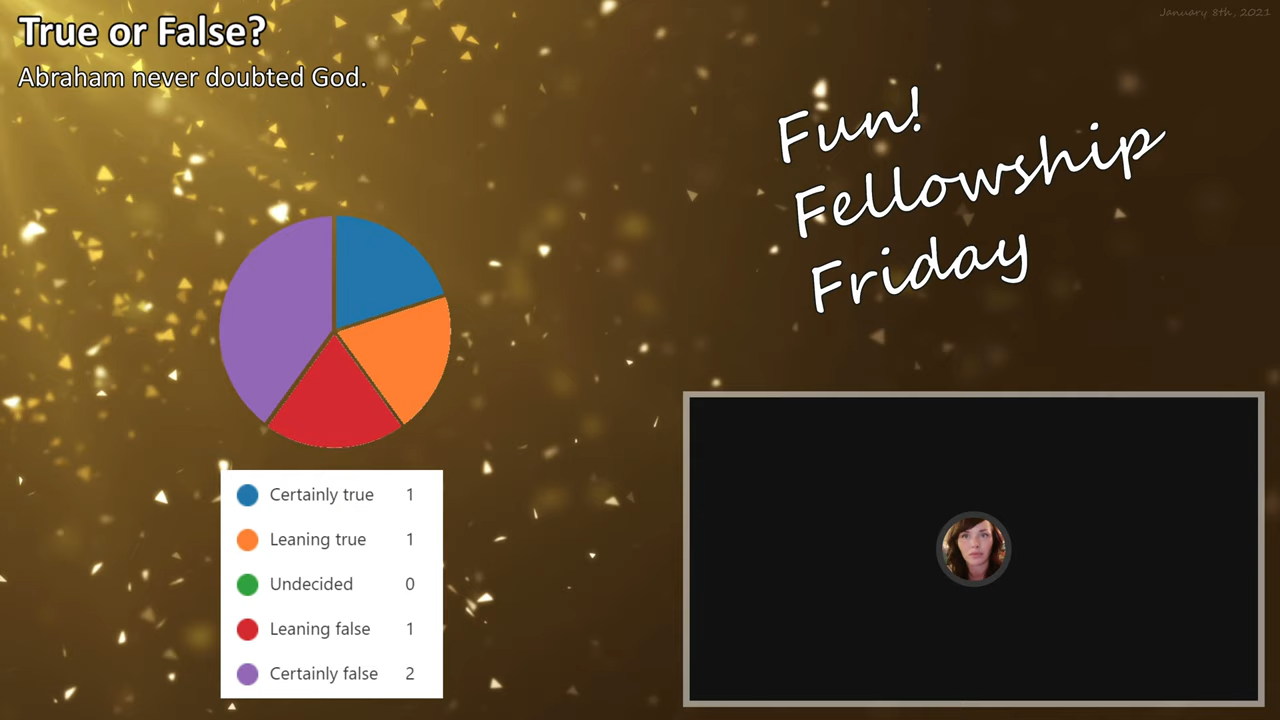 True or False?
Abraham never doubted God.
January 8th, 2021
Fun!
Fellowship
Friday
Certainly true 1
Leaning true 1
Undecided 0
Leaning false 1
Certainly false 2